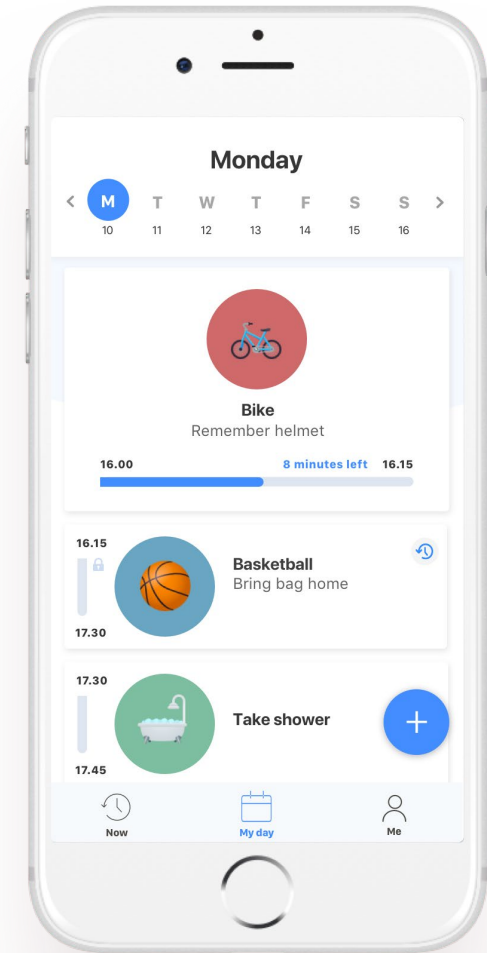 Monday
M T W T F S S
10 11 12 13 14 15 16
Bike
Remember helmet
16.00 8 minutes left 16.15
16.15
Basketball
Bring bag home
17.30
17.30
Take shower
17.45
Now My day Me